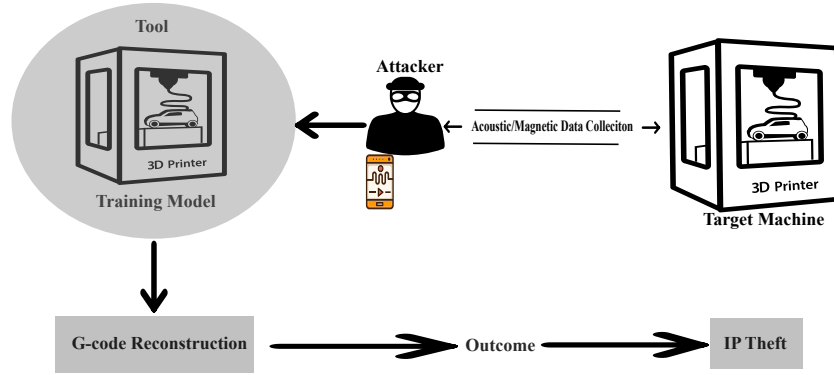 Tool
3D Printer
Training Model
Attacker
Acoustic/Magnetic Data Colleciton
3D Printer
Target Machine
G-code Reconstruction
Outcome
IP Theft